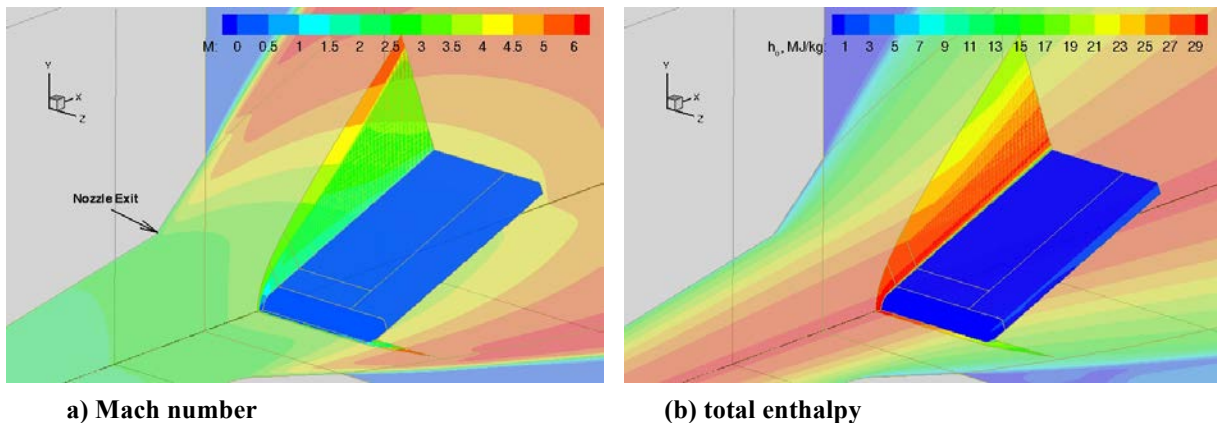 M: 0 0.5 1 1.5 2 2.5 3 3.5 4 4.5 5 6
Y
X
Z
Nozzle Exit
a) Mach number
h₀, MJ/kg: 1 3 5 7 9 11 13 15 17 19 21 23 25 27 29
Y
X
Z
(b) total enthalpy